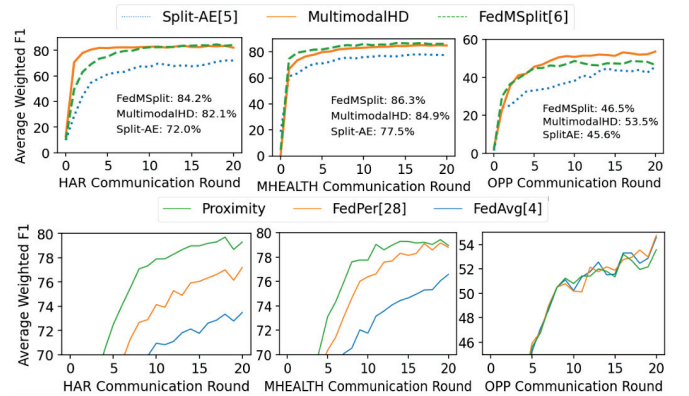 Split-AE[5] MultimodalHD FedMSplit[6]
Average Weighted F1
80
60
40
20
0
FedMSplit: 84.2%
MultimodalHD: 82.1%
Split-AE: 72.0%
0 5 10 15 20
HAR Communication Round
80
60
40
20
0
FedMSplit: 86.3%
MultimodalHD: 84.9%
Split-AE: 77.5%
0 5 10 15 20
MHEALTH Communication Round
60
40
20
0
FedMSplit: 46.5%
MultimodalHD: 53.5%
SplitAE: 45.6%
0 5 10 15 20
OPP Communication Round
Proximity FedPer[28] FedAvg[4]
Average Weighted F1
80
78
76
74
72
70
0 5 10 15 20
HAR Communication Round
80
78
76
74
72
70
0 5 10 15 20
MHEALTH Communication Round
54
52
50
48
46
0 5 10 15 20
OPP Communication Round